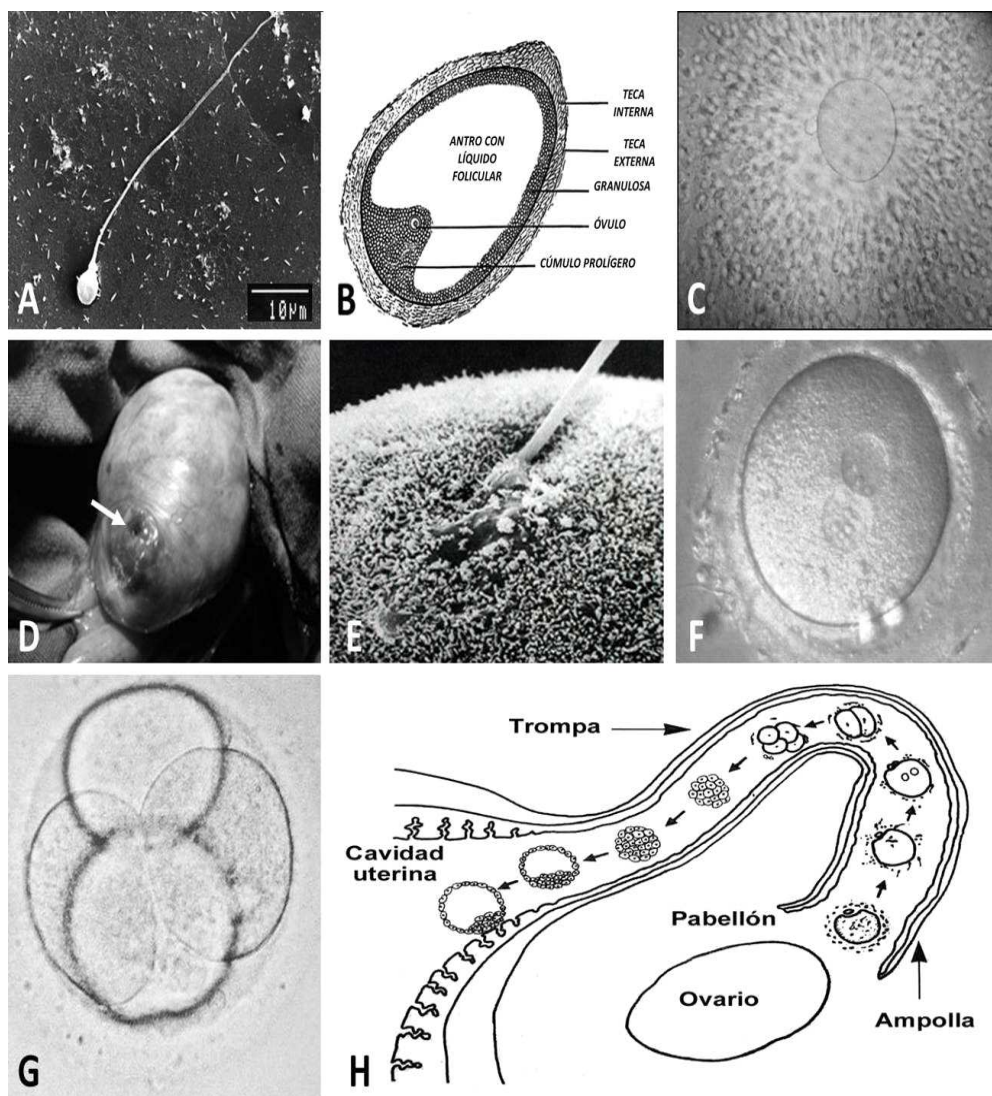 A
10µm
ANTRO CON
LÍQUIDO
FOLICULAR
TECA
INTERNA
TECA
EXTERNA
GRANULOSA
ÓVULO
CÚMULO PROLÍGERO
B
C
D
E
F
G
Trompa
Cavidad
uterina
Pabellón
Ovario
Ampolla
H